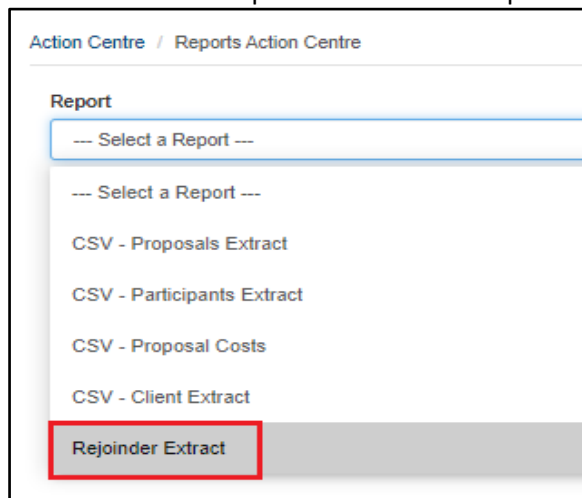 Action Centre / Reports Action Centre
Report
--- Select a Report ---
--- Select a Report ---
CSV - Proposals Extract
CSV - Participants Extract
CSV - Proposal Costs
CSV - Client Extract
Rejoinder Extract